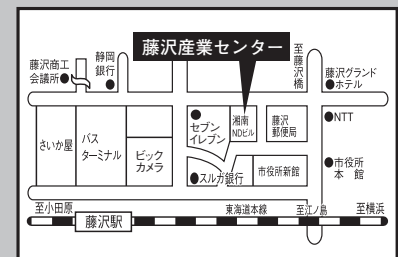 藤沢産業センター
藤沢商工
会議所
静岡
銀行
至藤沢橋
藤沢グランド
ホテル
さいか屋
バス
ターミナル
ビック
カメラ
セブン
イレブン
湘南
NDビル
藤沢
郵便局
NTT
スルガ銀行
市役所新館
市役所
本館
至小田原
藤沢駅
東海道本線
至江ノ島
至横浜